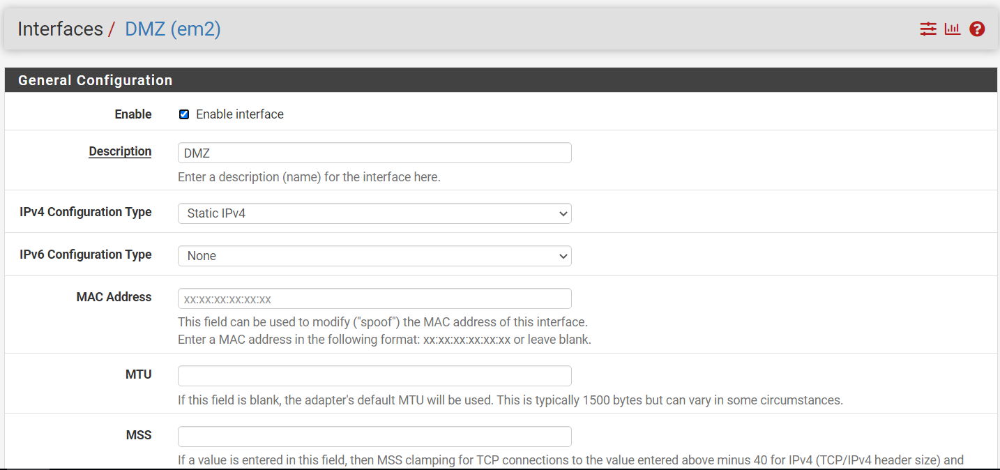 Interfaces / DMZ (em2)
General Configuration
Enable
Enable interface
Description
DMZ
Enter a description (name) for the interface here.
IPv4 Configuration Type
Static IPv4
IPv6 Configuration Type
None
MAC Address
xx:xx:xx:xx:xx:xx
This field can be used to modify ("spoof") the MAC address of this interface.
Enter a MAC address in the following format: xx:xx:xx:xx:xx:xx or leave blank.
MTU
If this field is blank, the adapter's default MTU will be used. This is typically 1500 bytes but can vary in some circumstances.
MSS
If a value is entered in this field, then MSS clamping for TCP connections to the value entered above minus 40 for IPv4 (TCP/IPv4 header size) and